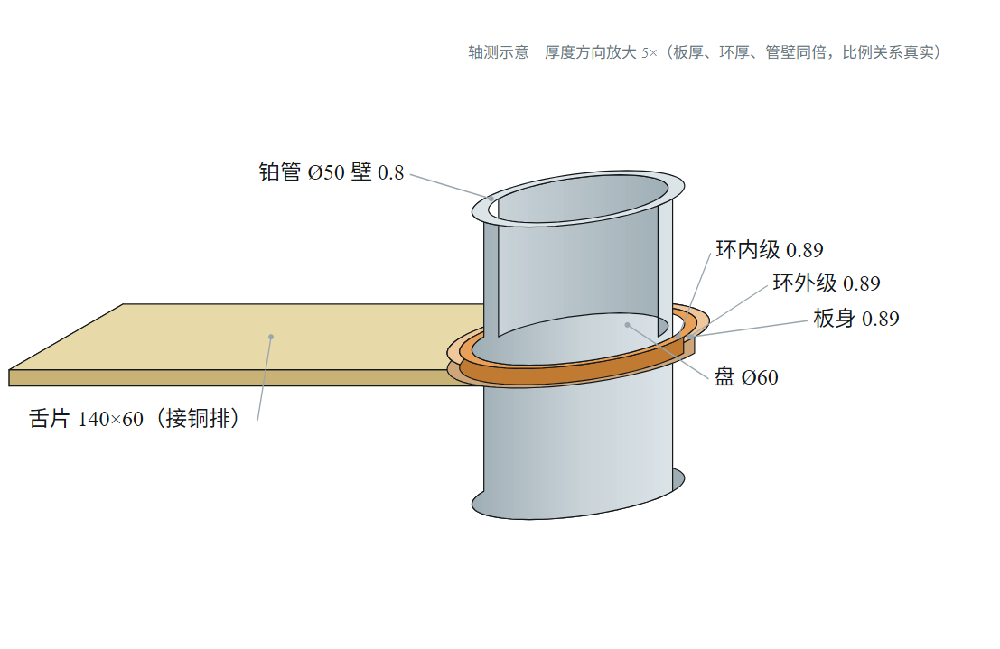 轴测示意　厚度方向放大 5×（板厚、环厚、管壁同倍，比例关系真实）
铂管 Ø50 壁 0.8
环内级 0.89
环外级 0.89
板身 0.89
盘 Ø60
舌片 140×60（接铜排）